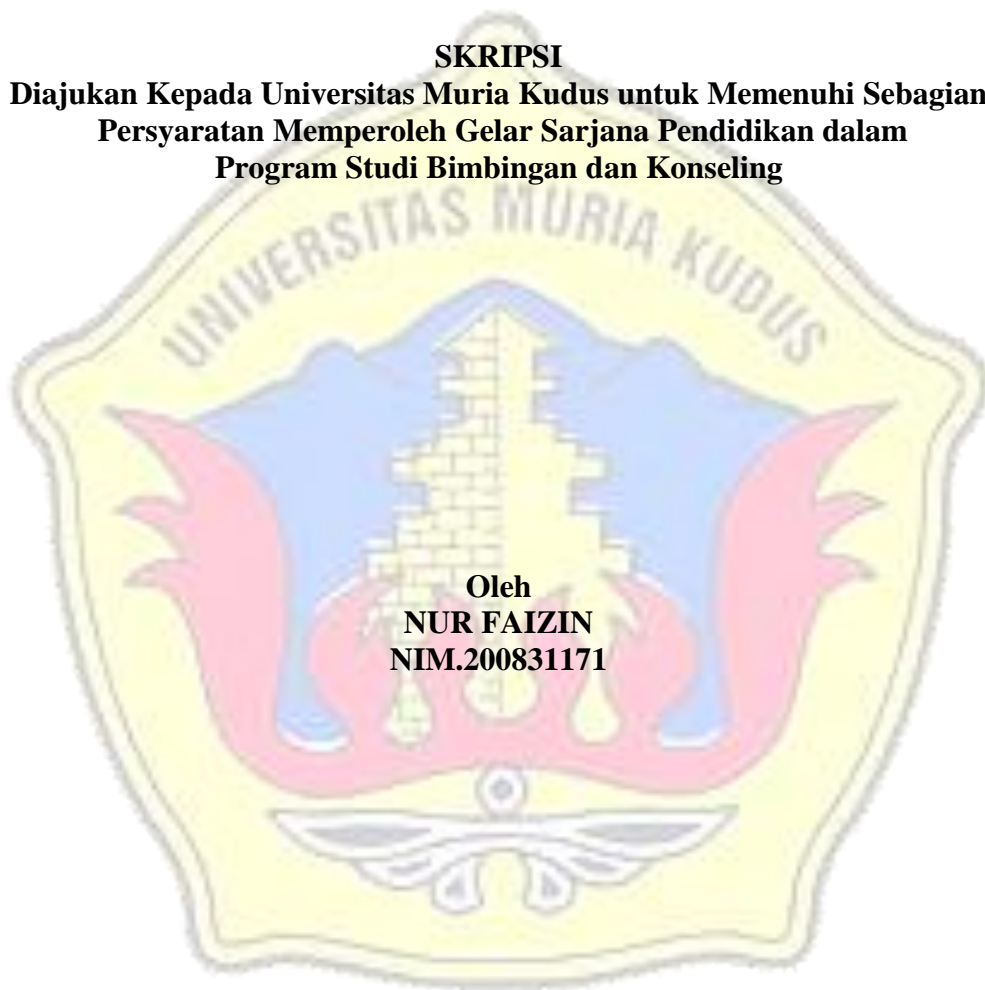 SKRIPSI
Diajukan Kepada Universitas Muria Kudus untuk Memenuhi Sebagian
Persyaratan Memperoleh Gelar Sarjana Pendidikan dalam
Program Studi Bimbingan dan Konseling
UNIVERSITAS MURIA KUDUS
Oleh
NUR FAIZIN
NIM.200831171